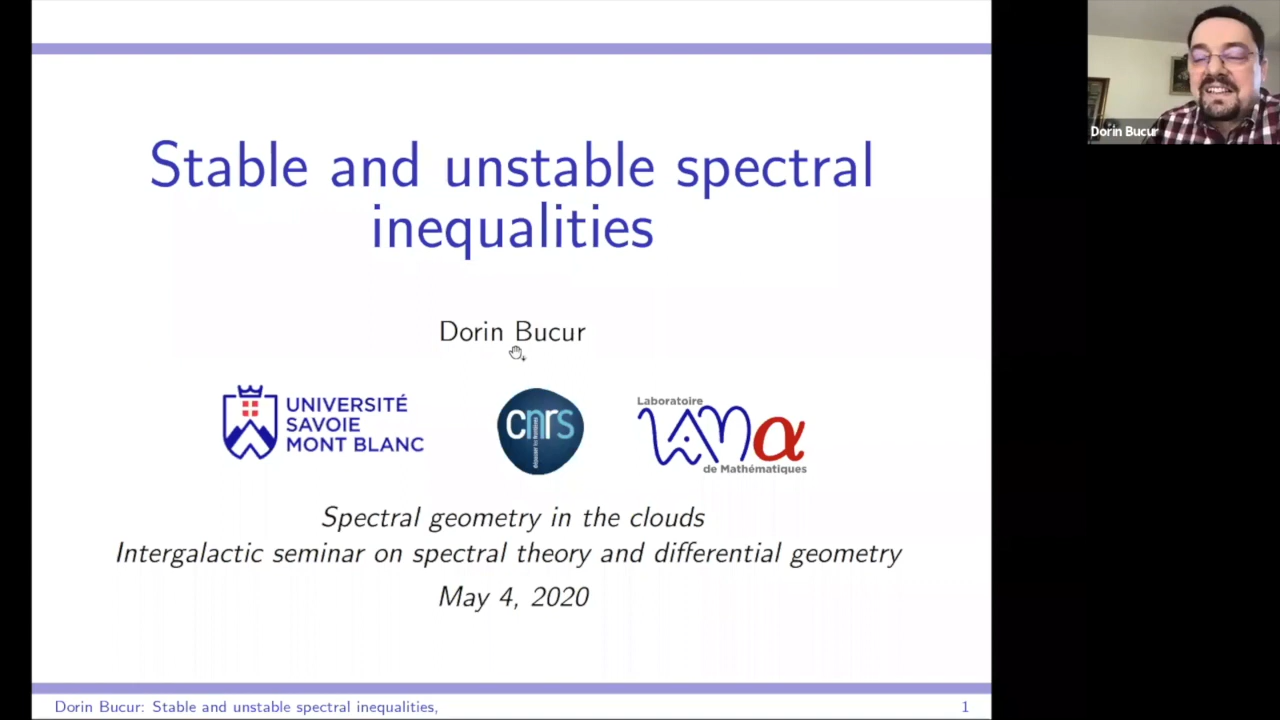 Stable and unstable spectral
inequalities
Dorin Bucur
UNIVERSITÉ
SAVOIE
MONT BLANC
cnrs
Laboratoire
LAMA
de Mathématiques
Spectral geometry in the clouds
Intergalactic seminar on spectral theory and differential geometry
May 4, 2020
Dorin Bucur: Stable and unstable spectral inequalities,
1
Dorin Bucur